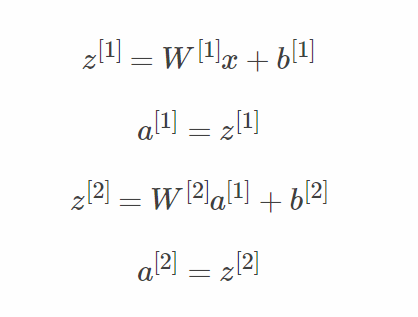 z^{[1]} = W^{[1]}x + b^{[1]}
a^{[1]} = z^{[1]}
z^{[2]} = W^{[2]}a^{[1]} + b^{[2]}
a^{[2]} = z^{[2]}